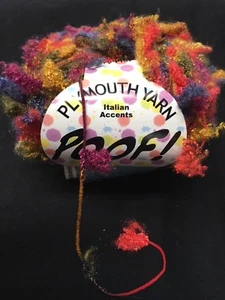 PLYMOUTH YARN
Italian
Accents
POOF!